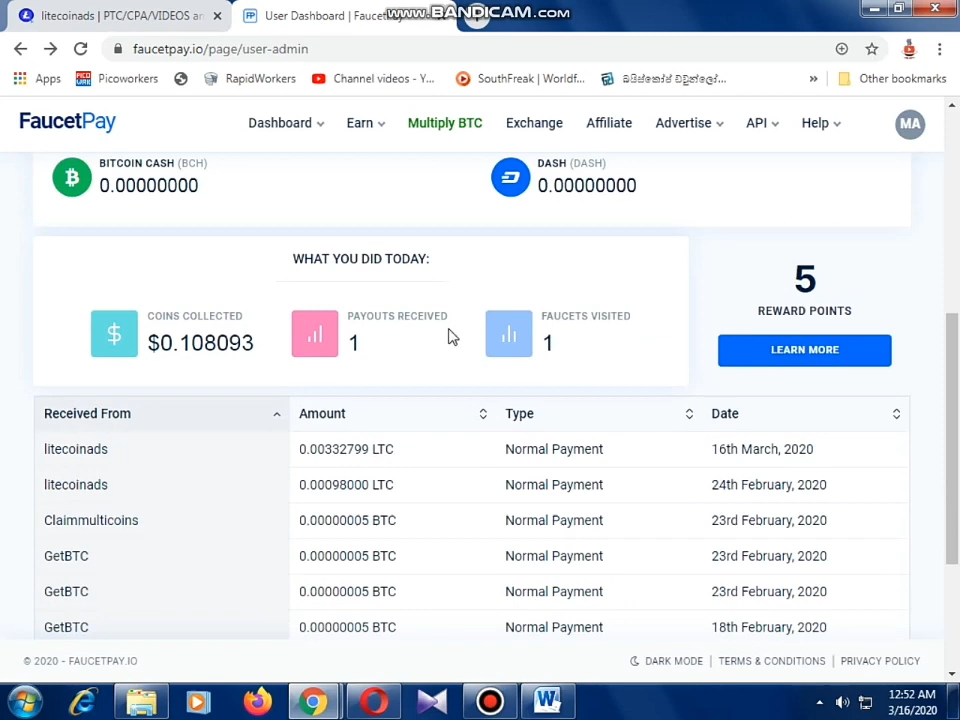 litecoinads | PTC/CPA/VIDEOS an
User Dashboard | Faucet
www.BANDICAM.com
faucetpay.io/page/user-admin
Apps
Picoworkers
RapidWorkers
Channel videos - Y...
SouthFreak | Worldf...
»
Other bookmarks
FaucetPay
Dashboard
Earn
Multiply BTC
Exchange
Affiliate
Advertise
API
Help
MA
BITCOIN CASH (BCH)
0.00000000
DASH (DASH)
0.00000000
WHAT YOU DID TODAY:
COINS COLLECTED
$0.108093
PAYOUTS RECEIVED
1
FAUCETS VISITED
1
5
REWARD POINTS
LEARN MORE
Received From Amount Type Date
litecoinads 0.00332799 LTC Normal Payment 16th March, 2020
litecoinads 0.00098000 LTC Normal Payment 24th February, 2020
Claimmulticoins 0.00000005 BTC Normal Payment 23rd February, 2020
GetBTC 0.00000005 BTC Normal Payment 23rd February, 2020
GetBTC 0.00000005 BTC Normal Payment 23rd February, 2020
GetBTC 0.00000005 BTC Normal Payment 18th February, 2020
© 2020 - FAUCETPAY.IO
DARK MODE | TERMS & CONDITIONS | PRIVACY POLICY
12:52 AM
3/16/2020